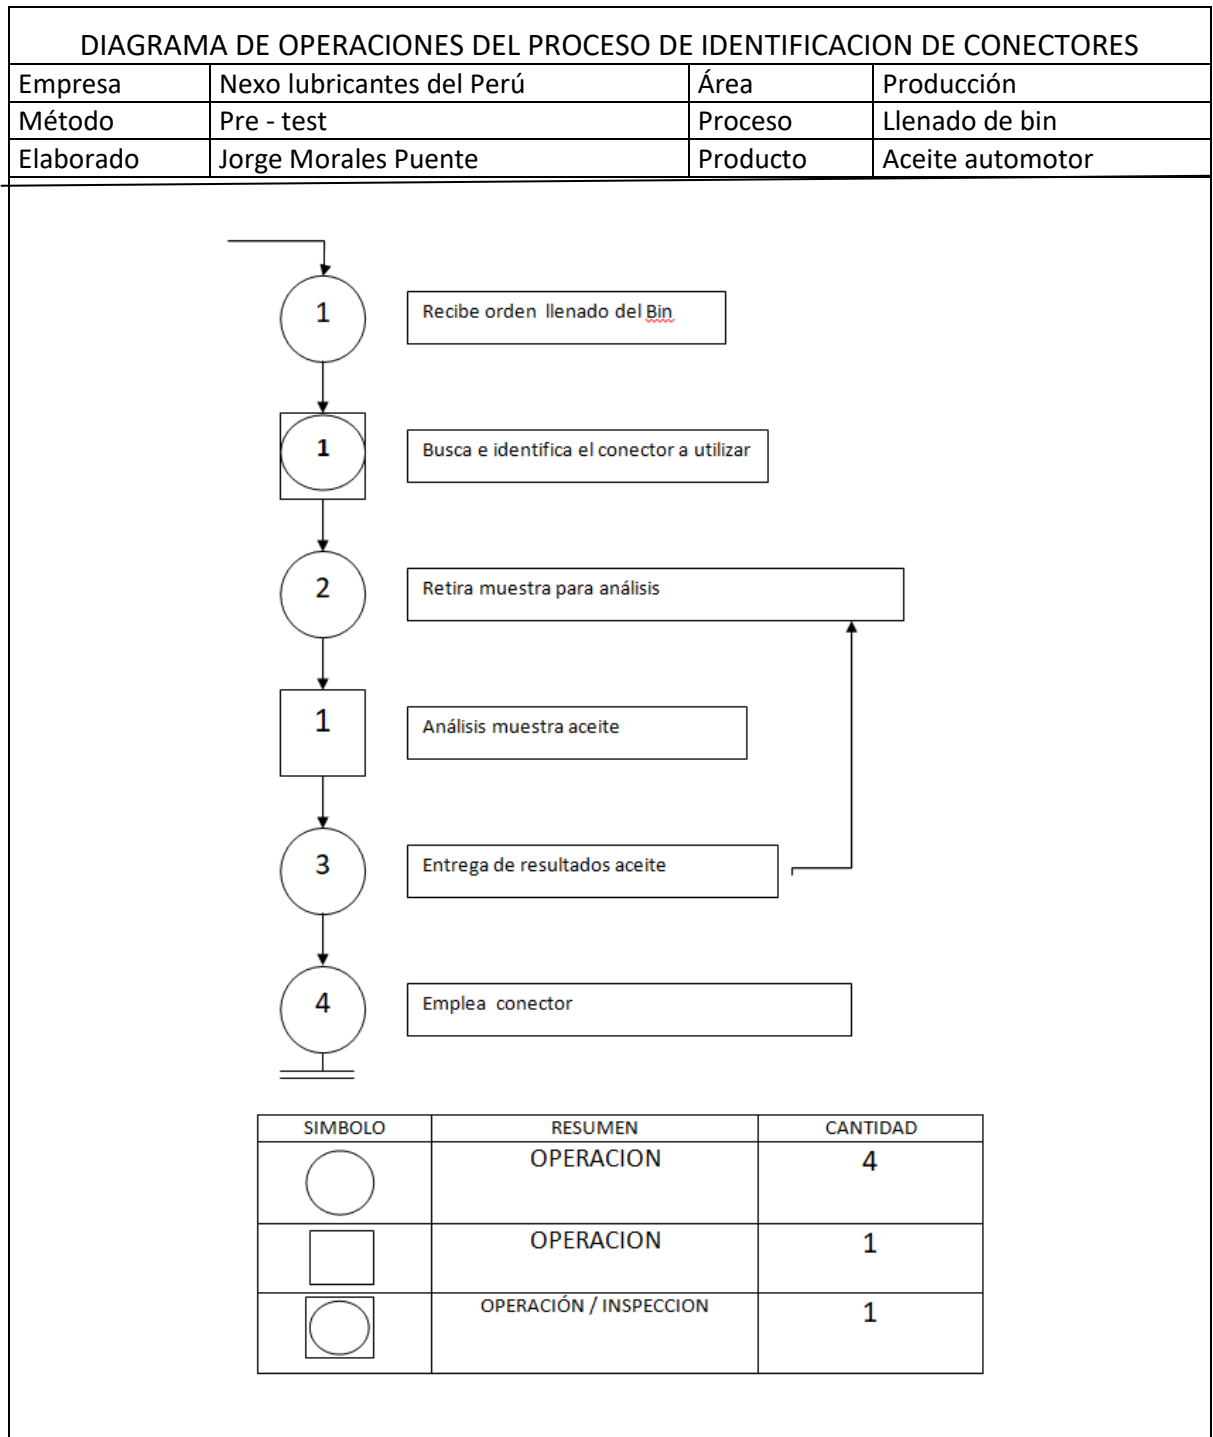 DIAGRAMA DE OPERACIONES DEL PROCESO DE IDENTIFICACION DE CONECTORES
Empresa Nexo lubricantes del Perú Área Producción
Método Pre - test Proceso Llenado de bin
Elaborado Jorge Morales Puente Producto Aceite automotor
1 Recibe orden llenado del Bin
1 Busca e identifica el conector a utilizar
2 Retira muestra para análisis
1 Análisis muestra aceite
3 Entrega de resultados aceite
4 Emplea conector
SIMBOLO RESUMEN CANTIDAD
OPERACION 4
OPERACION 1
OPERACIÓN / INSPECCION 1